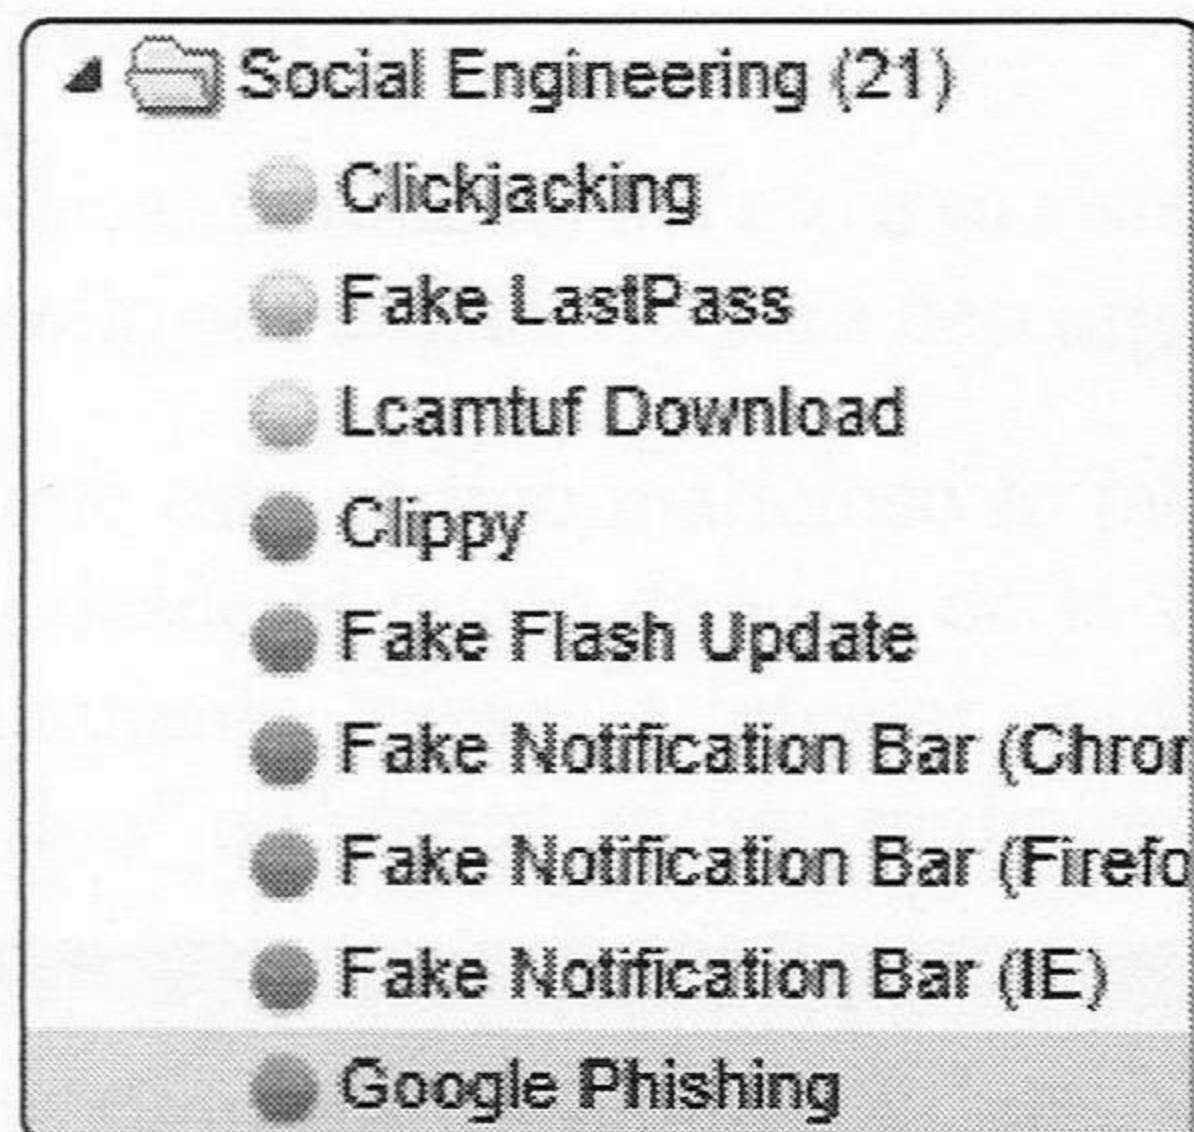 Social Engineering (21)
Clickjacking
Fake LastPass
Lcamtuf Download
Clippy
Fake Flash Update
Fake Notification Bar (Chrom
Fake Notification Bar (Firefo
Fake Notification Bar (IE)
Google Phishing